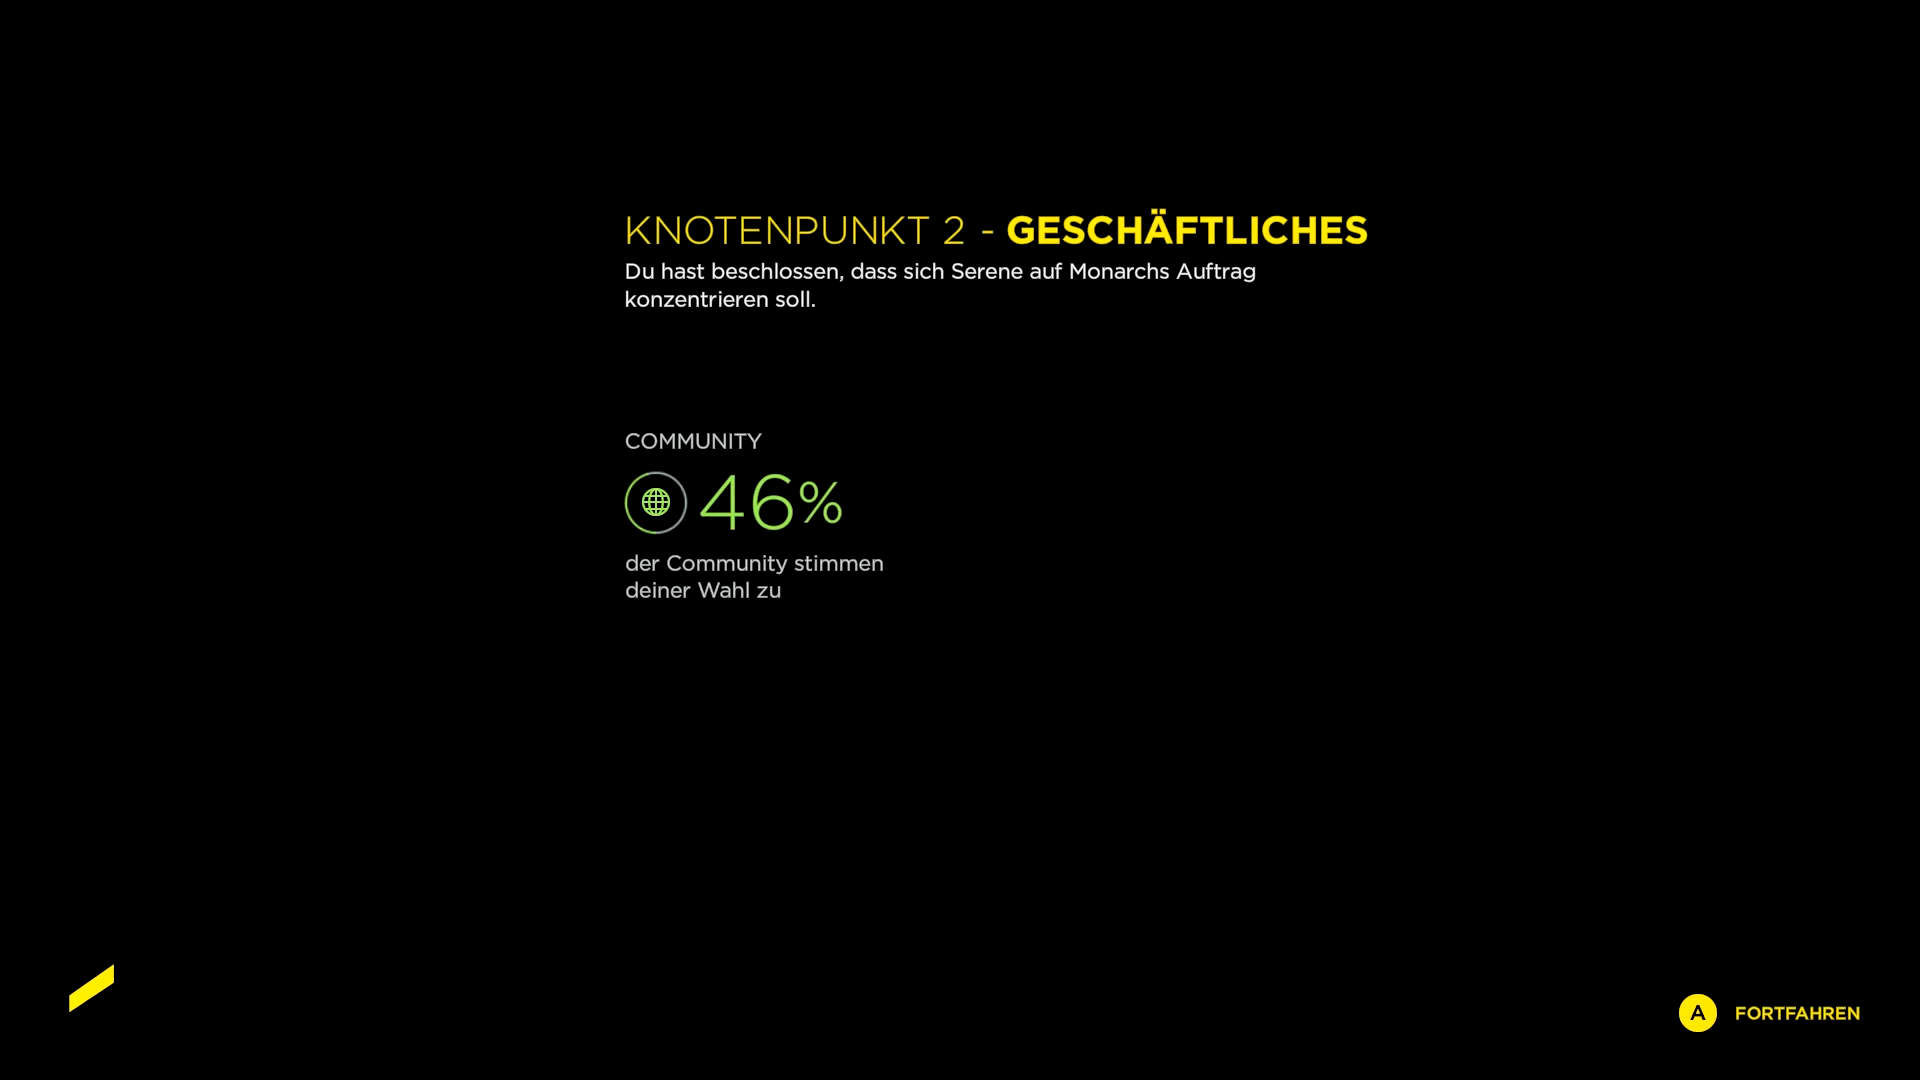 KNOTENPUNKT 2 - GESCHÄFTLICHES
Du hast beschlossen, dass sich Serene auf Monarchs Auftrag
konzentrieren soll.
COMMUNITY
46%
der Community stimmen
deiner Wahl zu
A FORTFAHREN